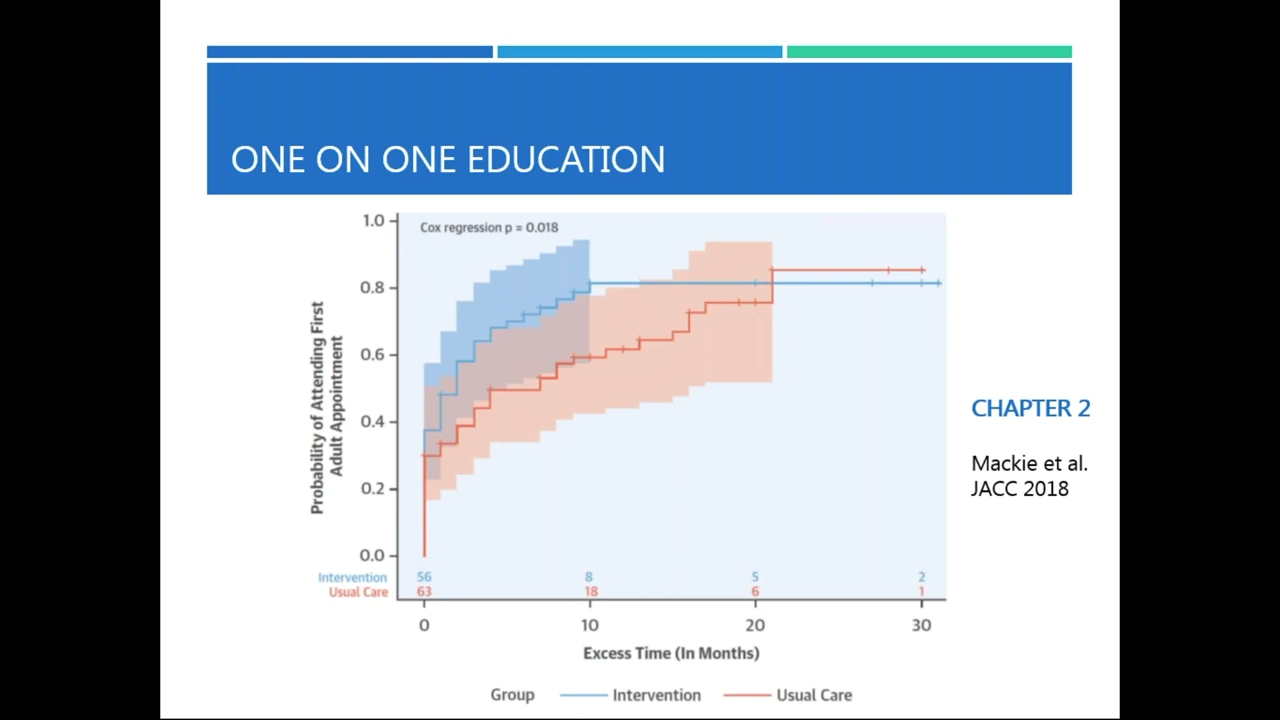 ONE ON ONE EDUCATION
Cox regression p = 0.018
1.0
0.8
0.6
0.4
0.2
0.0
Probability of Attending First
Adult Appointment
Intervention 56 8 5 2
Usual Care 63 18 6 1
0 10 20 30
Excess Time (In Months)
Group Intervention Usual Care
CHAPTER 2
Mackie et al.
JACC 2018